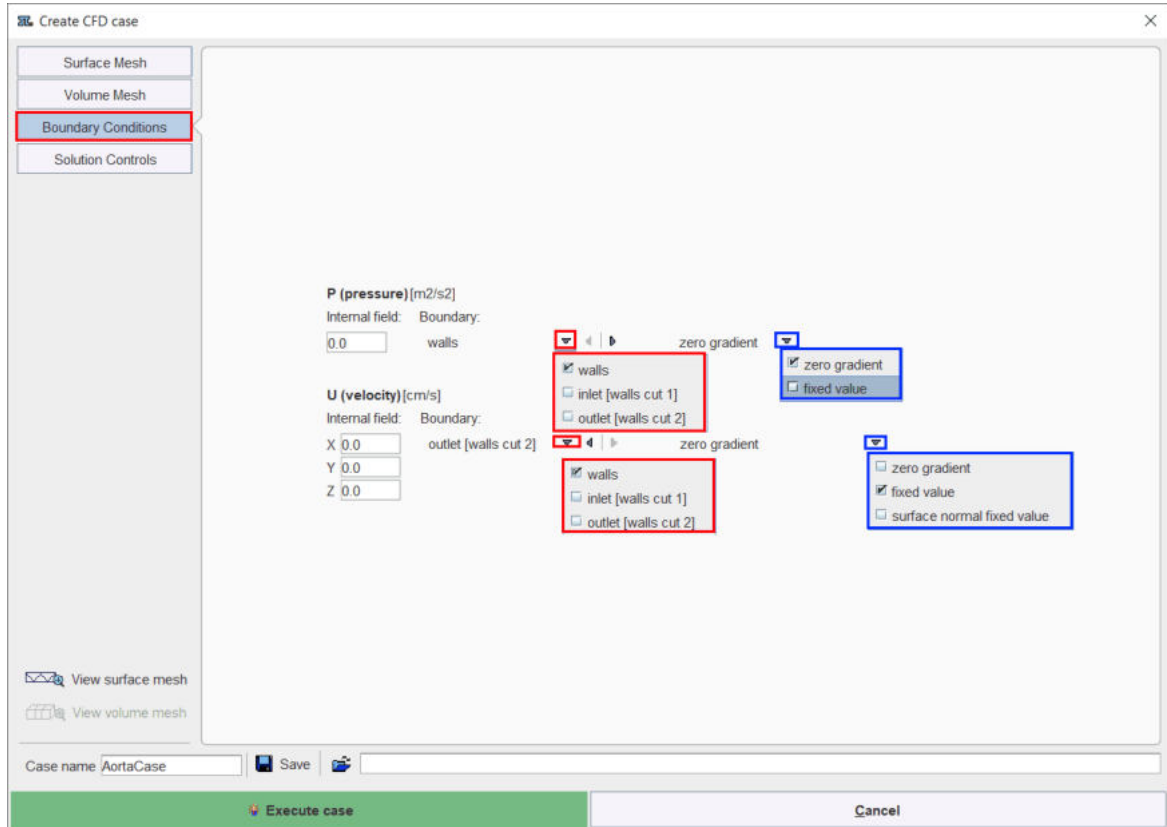 Create CFD case
Surface Mesh
Volume Mesh
Boundary Conditions
Solution Controls
P (pressure)[m2/s2]
Internal field: Boundary:
0.0 walls zero gradient
walls
inlet [walls cut 1]
outlet [walls cut 2]
zero gradient
fixed value
U (velocity)[cm/s]
Internal field: Boundary:
X 0.0 outlet [walls cut 2] zero gradient
Y 0.0
Z 0.0
walls
inlet [walls cut 1]
outlet [walls cut 2]
zero gradient
fixed value
surface normal fixed value
View surface mesh
View volume mesh
Case name AortaCase Save
Execute case Cancel